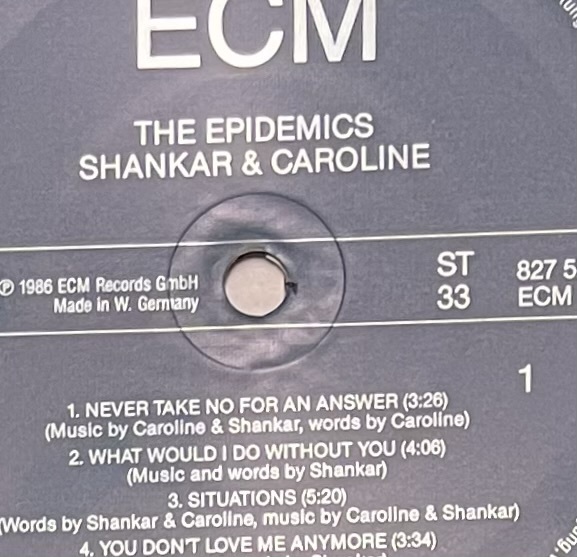 ECM
THE EPIDEMICS
SHANKAR & CAROLINE
℗ 1986 ECM Records GmbH
Made in W. Germany
ST
33
827 5
ECM
1
1. NEVER TAKE NO FOR AN ANSWER (3:26)
(Music by Caroline & Shankar, words by Caroline)
2. WHAT WOULD I DO WITHOUT YOU (4:06)
(Music and words by Shankar)
3. SITUATIONS (5:20)
(Words by Shankar & Caroline, music by Caroline & Shankar)
4. YOU DON'T LOVE ME ANYMORE (3:34)